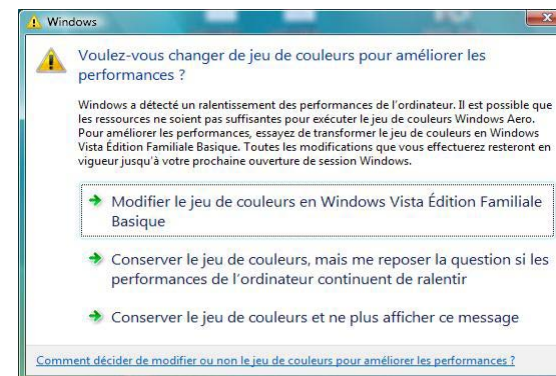 Windows
Voulez-vous changer de jeu de couleurs pour améliorer les
performances ?
Windows a détecté un ralentissement des performances de l'ordinateur. Il est possible que
les ressources ne soient pas suffisantes pour exécuter le jeu de couleurs Windows Aero.
Pour améliorer les performances, essayez de transformer le jeu de couleurs en Windows
Vista Édition Familiale Basique. Toutes les modifications que vous effectuerez resteront en
vigueur jusqu'à votre prochaine ouverture de session Windows.
Modifier le jeu de couleurs en Windows Vista Édition Familiale
Basique
Conserver le jeu de couleurs, mais me reposer la question si les
performances de l'ordinateur continuent de ralentir
Conserver le jeu de couleurs et ne plus afficher ce message
Comment décider de modifier ou non le jeu de couleurs pour améliorer les performances ?